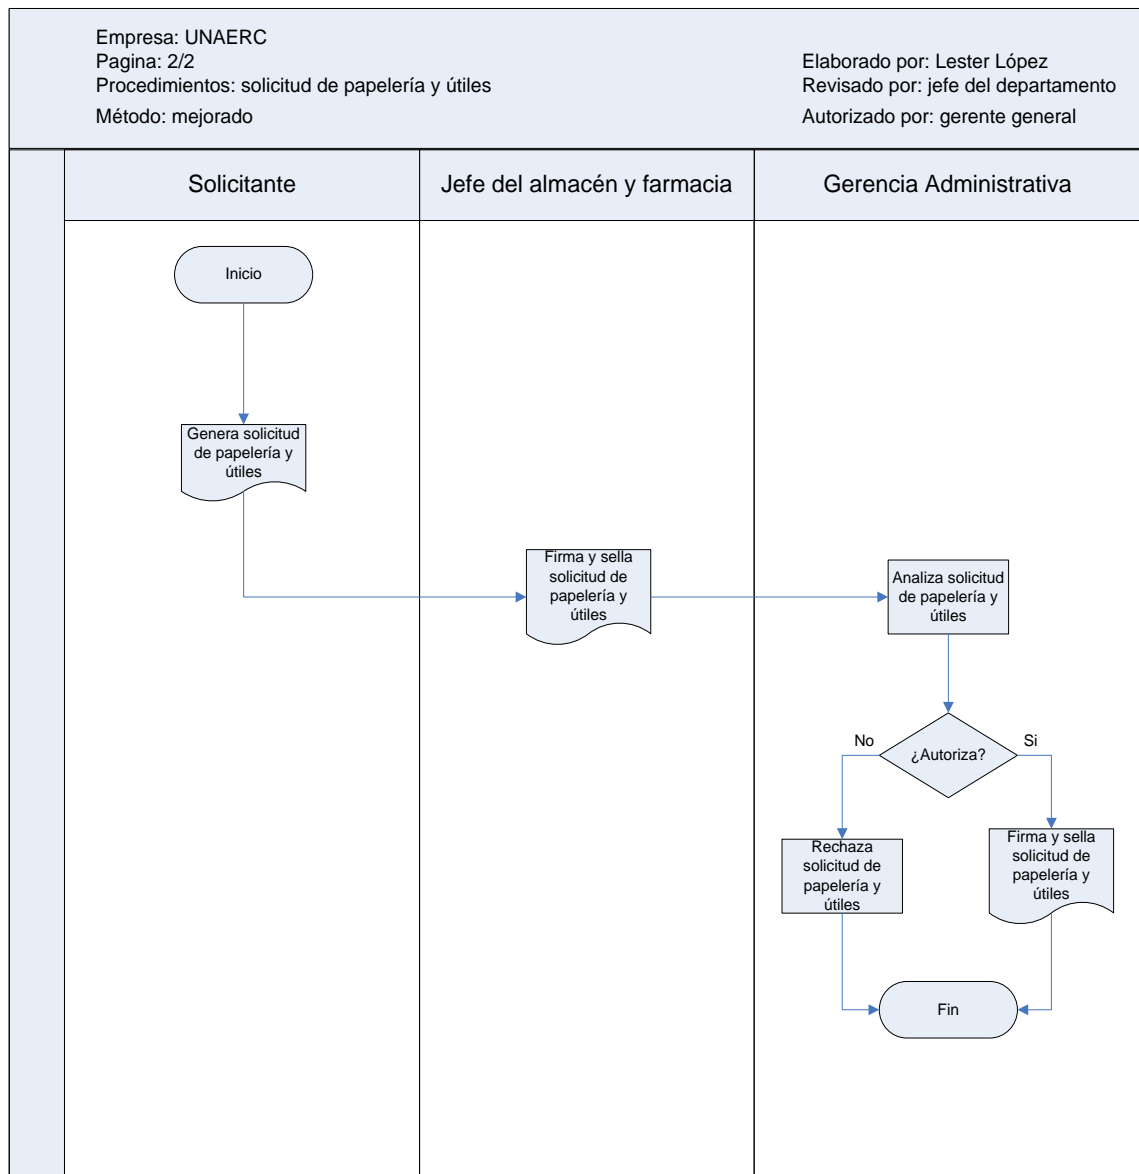 Empresa: UNAERC
Pagina: 2/2
Procedimientos: solicitud de papelería y útiles
Método: mejorado
Elaborado por: Lester López
Revisado por: jefe del departamento
Autorizado por: gerente general
Solicitante
Jefe del almacén y farmacia
Gerencia Administrativa
Inicio
Genera solicitud
de papelería y
útiles
Firma y sella
solicitud de
papelería y
útiles
Analiza solicitud
de papelería y
útiles
No
¿Autoriza?
Si
Rechaza
solicitud de
papelería y
útiles
Firma y sella
solicitud de
papelería y
útiles
Fin